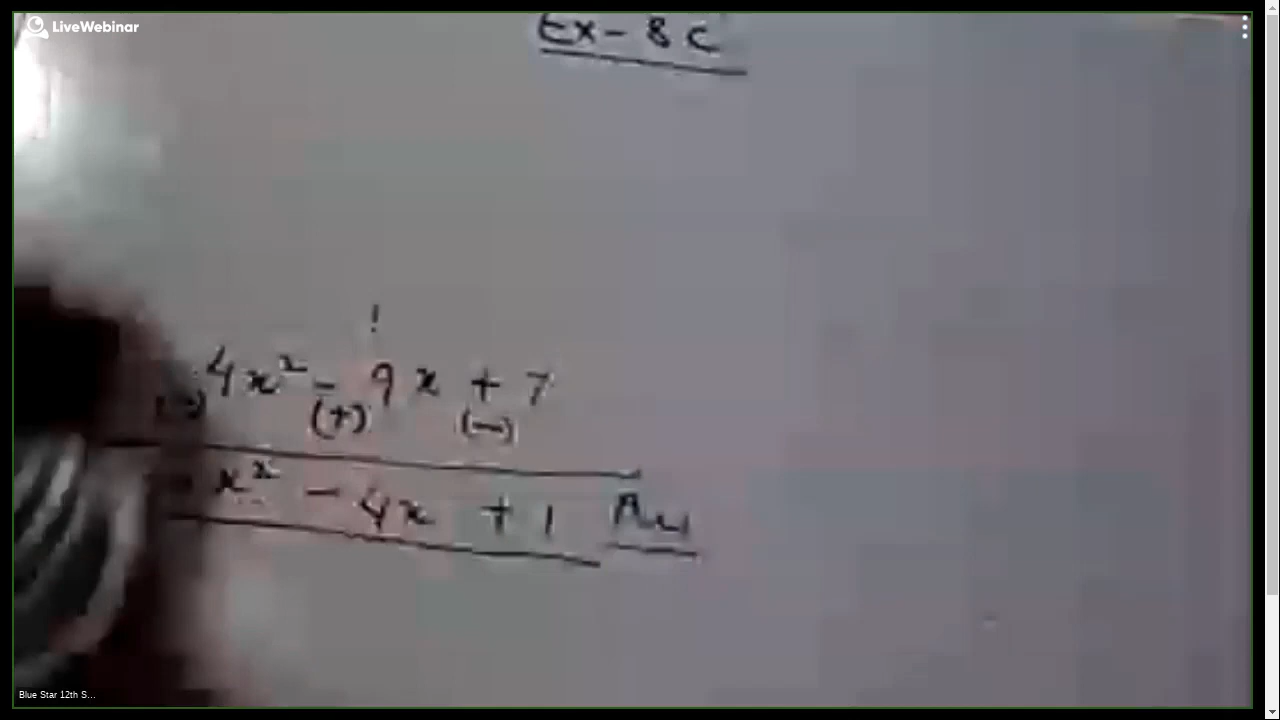 LiveWebinar
Ex - 8 C
4x² - 9x + 7
(-) (+) (-)
x² - 4x + 1 Ans
Blue Star 12th S...